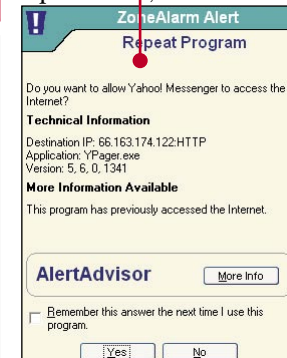 ZoneAlarm Alert
Repeat Program
Do you want to allow Yahoo! Messenger to access the
Internet?
Technical Information
Destination IP: 66.163.174.122:HTTP
Application: YPager.exe
Version: 5, 6, 0, 1341
More Information Available
This program has previously accessed the Internet.
AlertAdvisor
More Info
Remember this answer the next time I use this
program.
Yes No